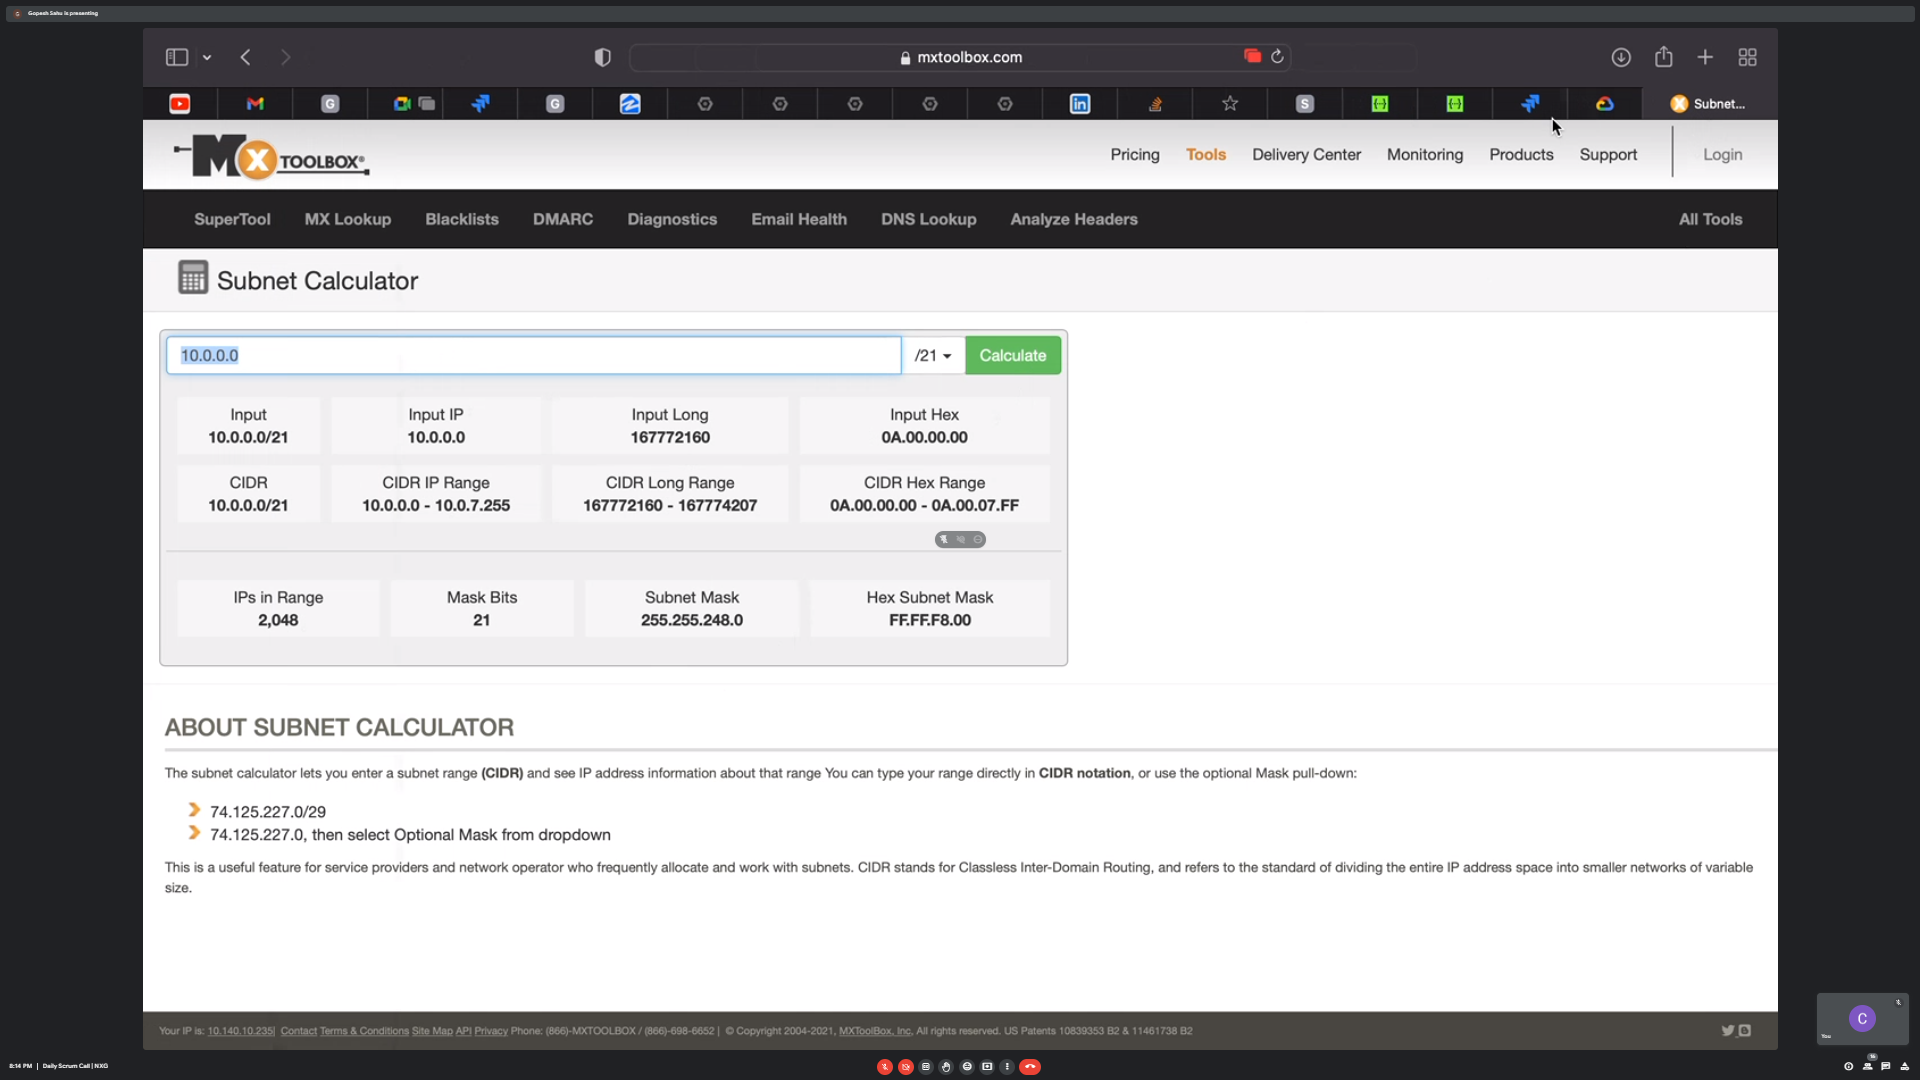 Gopesh Sahu is presenting
mxtoolbox.com
Subnet...
MX TOOLBOX®
Pricing Tools Delivery Center Monitoring Products Support Login
SuperTool MX Lookup Blacklists DMARC Diagnostics Email Health DNS Lookup Analyze Headers All Tools
Subnet Calculator
10.0.0.0 /21 Calculate
Input Input IP Input Long Input Hex
10.0.0.0/21 10.0.0.0 167772160 0A.00.00.00
CIDR CIDR IP Range CIDR Long Range CIDR Hex Range
10.0.0.0/21 10.0.0.0 - 10.0.7.255 167772160 - 167774207 0A.00.00.00 - 0A.00.07.FF
IPs in Range Mask Bits Subnet Mask Hex Subnet Mask
2,048 21 255.255.248.0 FF.FF.F8.00
ABOUT SUBNET CALCULATOR
The subnet calculator lets you enter a subnet range (CIDR) and see IP address information about that range You can type your range directly in CIDR notation, or use the optional Mask pull-down:
74.125.227.0/29
74.125.227.0, then select Optional Mask from dropdown
This is a useful feature for service providers and network operator who frequently allocate and work with subnets. CIDR stands for Classless Inter-Domain Routing, and refers to the standard of dividing the entire IP address space into smaller networks of variable
size.
Your IP is: 10.140.10.235| Contact Terms & Conditions Site Map API Privacy Phone: (866)-MXTOOLBOX / (866)-698-6652 | © Copyright 2004-2021, MXToolBox, Inc, All rights reserved. US Patents 10839353 B2 & 11461738 B2
C
You
8:14 PM | Daily Scrum Call | NXG